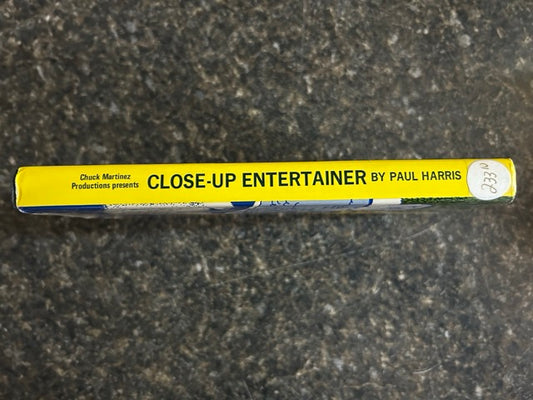 Chuck Martinez
Productions presents
CLOSE-UP ENTERTAINER BY PAUL HARRIS